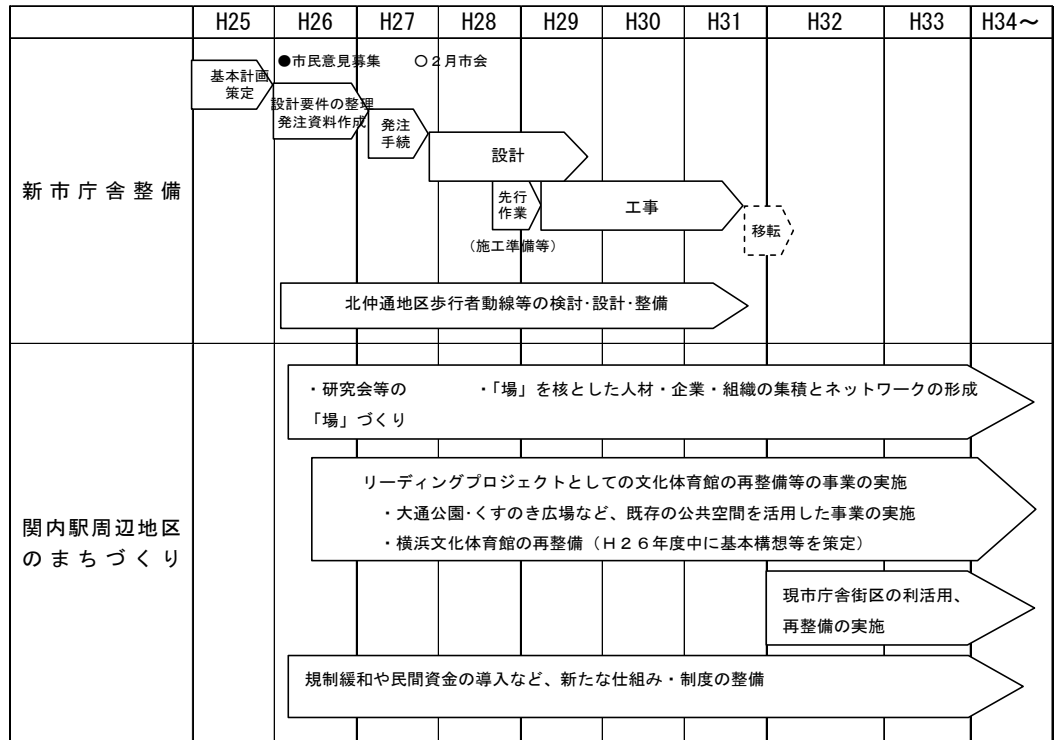 H25 H26 H27 H28 H29 H30 H31 H32 H33 H34～
新市庁舎整備
●市民意見募集 ○２月市会
基本計画
策定
設計要件の整理
発注資料作成
発注
手続
設計
先行
作業
（施工準備等）
工事
移転
北仲通地区歩行者動線等の検討･設計･整備
関内駅周辺地区
のまちづくり
・研究会等の ・「場」を核とした人材・企業・組織の集積とネットワークの形成
「場」づくり
リーディングプロジェクトとしての文化体育館の再整備等の事業の実施
・大通公園･くすのき広場など、既存の公共空間を活用した事業の実施
・横浜文化体育館の再整備（Ｈ２６年度中に基本構想等を策定）
現市庁舎街区の利活用、
再整備の実施
規制緩和や民間資金の導入など、新たな仕組み・制度の整備